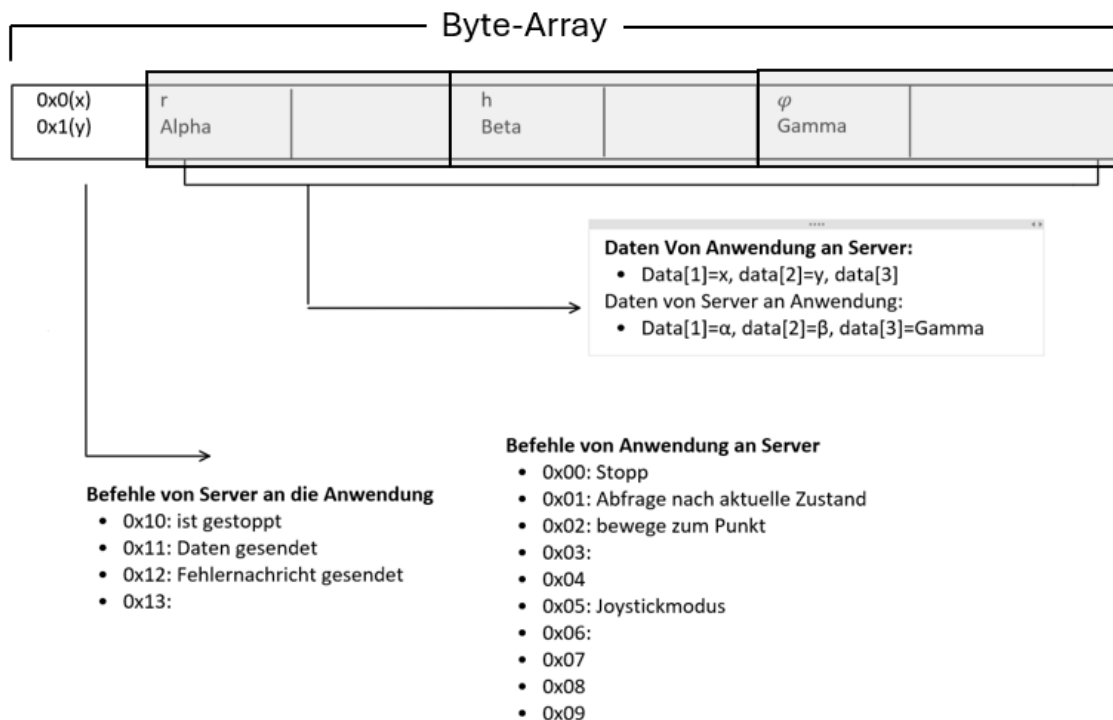 Byte-Array
0x0(x)
0x1(y)
r
Alpha
h
Beta
φ
Gamma
Daten Von Anwendung an Server:
• Data[1]=x, data[2]=y, data[3]
Daten von Server an Anwendung:
• Data[1]=α, data[2]=β, data[3]=Gamma
Befehle von Server an die Anwendung
• 0x10: ist gestoppt
• 0x11: Daten gesendet
• 0x12: Fehlernachricht gesendet
• 0x13:
Befehle von Anwendung an Server
• 0x00: Stopp
• 0x01: Abfrage nach aktuelle Zustand
• 0x02: bewege zum Punkt
• 0x03:
• 0x04
• 0x05: Joystickmodus
• 0x06:
• 0x07
• 0x08
• 0x09